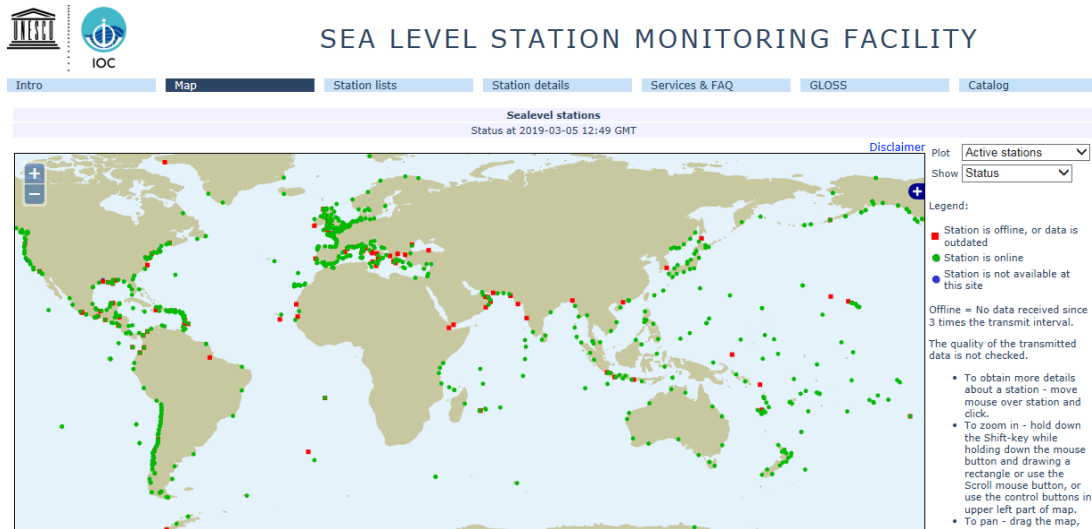 UNESCO
IOC
SEA LEVEL STATION MONITORING FACILITY
Intro
Map
Station lists
Station details
Services & FAQ
GLOSS
Catalog
Sealevel stations
Status at 2019-03-05 12:49 GMT
Disclaimer
+
−
+
Plot Active stations
Show Status
Legend:
Station is offline, or data is
outdated
Station is online
Station is not available at
this site
Offline = No data received since
3 times the transmit interval.
The quality of the transmitted
data is not checked.
• To obtain more details
about a station - move
mouse over station and
click.
• To zoom in - hold down
the Shift-key while
holding down the mouse
button and drawing a
rectangle or use the
Scroll mouse button, or
use the control buttons in
upper left part of map.
• To pan - drag the map,